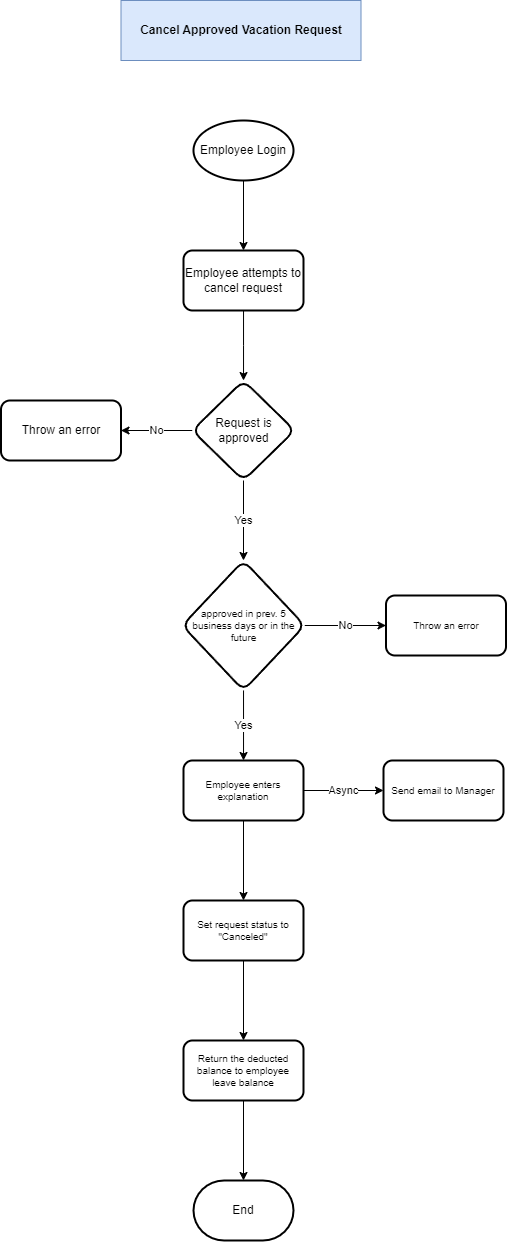 Cancel Approved Vacation Request
Employee Login
Employee attempts to
cancel request
Request is
approved
No
Throw an error
Yes
approved in prev. 5
business days or in the
future
No
Throw an error
Yes
Employee enters
explanation
Async
Send email to Manager
Set request status to
"Canceled"
Return the deducted
balance to employee
leave balance
End